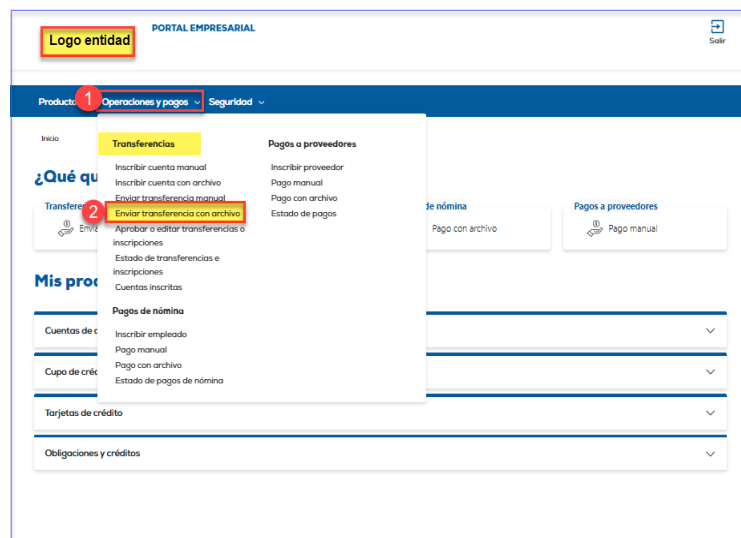 Logo entidad
PORTAL EMPRESARIAL
Salir
Producto
1
Operaciones y pagos
Seguridad
Inicio
¿Qué qu
Transferencias
Inscribir cuenta manual
Inscribir cuenta con archivo
Enviar transferencia manual
2
Enviar transferencia con archivo
Aprobar o editar transferencias o
inscripciones
Estado de transferencias e
inscripciones
Cuentas inscritas
Pagos de nómina
Inscribir empleado
Pago manual
Pago con archivo
Estado de pagos de nómina
Pagos a proveedores
Inscribir proveedor
Pago manual
Pago con archivo
Estado de pagos
Transfere
Envia
de nómina
Pago con archivo
Pagos a proveedores
Pago manual
Mis prod
Cuentas de
Cupo de créd
Tarjetas de crédito
Obligaciones y créditos